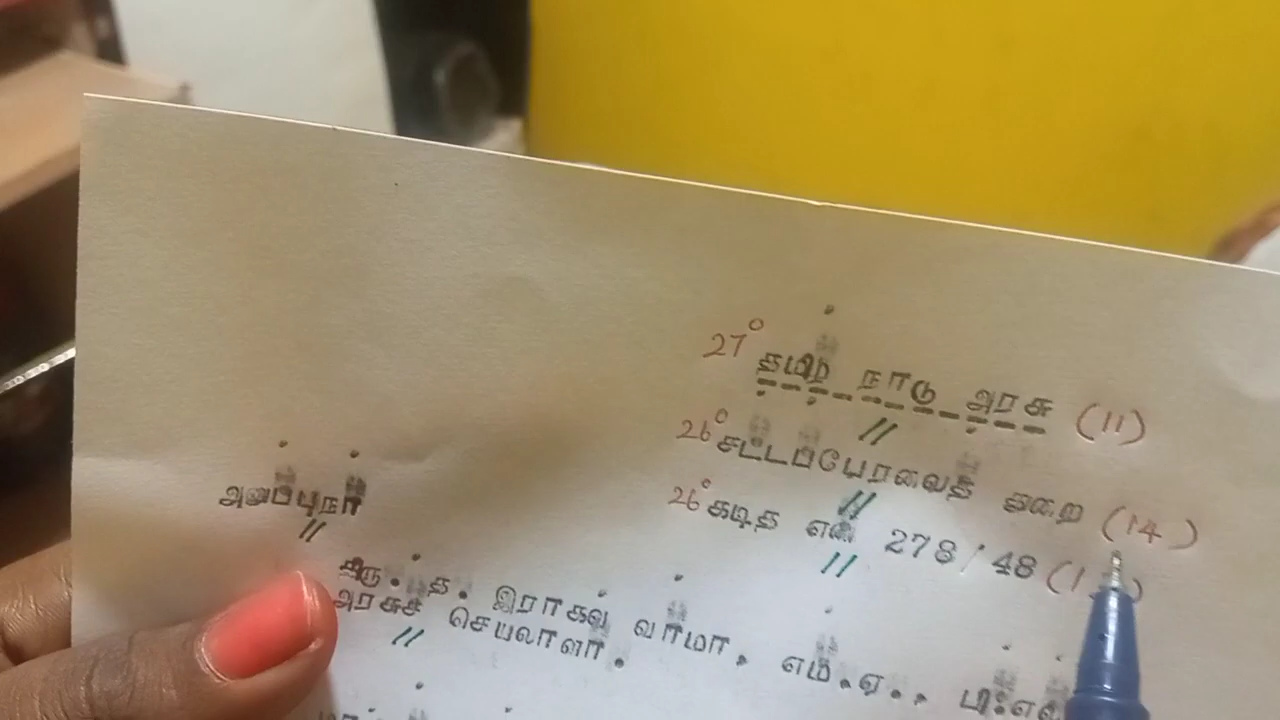 27° தமிழ் நாடு அரசு (11)
26° சட்டப்பேரவைத் துறை (14)
26° கடித எண் 278/48
அனுப்புநர்
திரு. த. இராகவ வர்மா, எம்.ஏ.,
அரசுச் செயலாளர்.